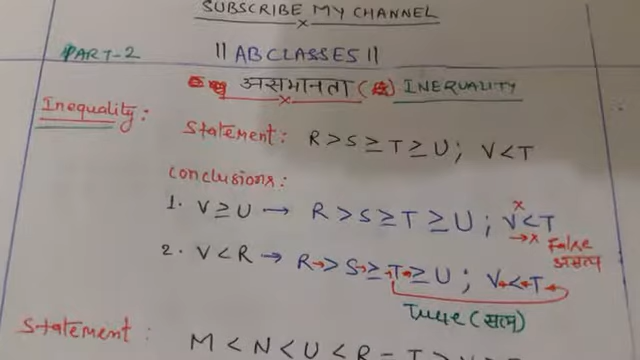 SUBSCRIBE MY CHANNEL
PART-2 || AB CLASSES ||
असमानता ( ) INEQUALITY
Inequality:
Statement: R > S ≥ T ≥ U ; V < T
Conclusions:
1. V ≥ U → R > S ≥ T ≥ U ; V < T
False
असत्य
2. V < R → R > S ≥ T ≥ U ; V < T
True (सत्य)
Statement: M < N < U < R